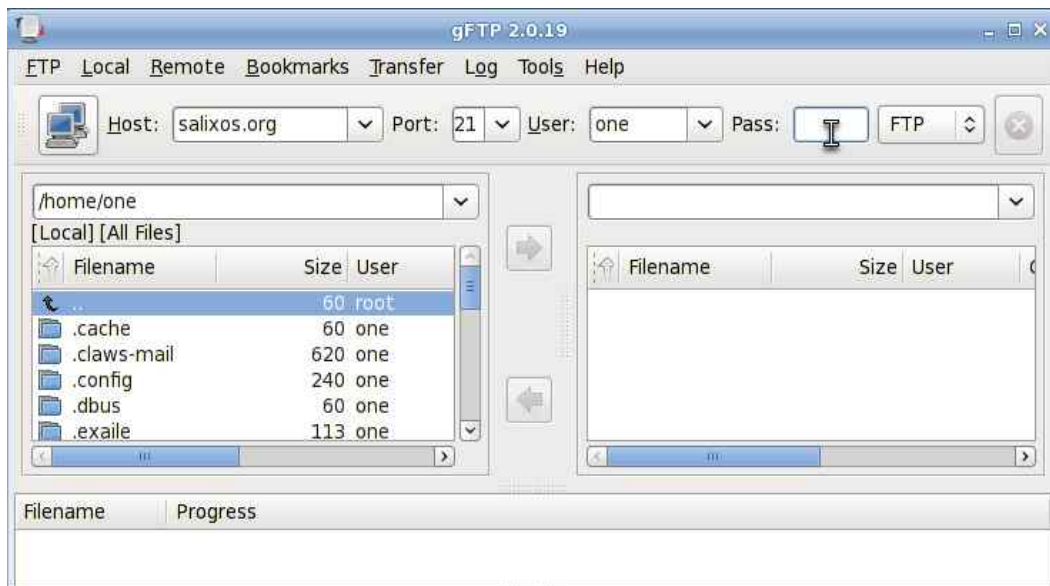 gFTP 2.0.19
FTP Local Remote Bookmarks Transfer Log Tools Help
Host: salixos.org Port: 21 User: one Pass: FTP
/home/one
[Local] [All Files]
Filename Size User
.. 60 root
.cache 60 one
.claws-mail 620 one
.config 240 one
.dbus 60 one
.exaile 113 one
Filename Size User
Filename Progress